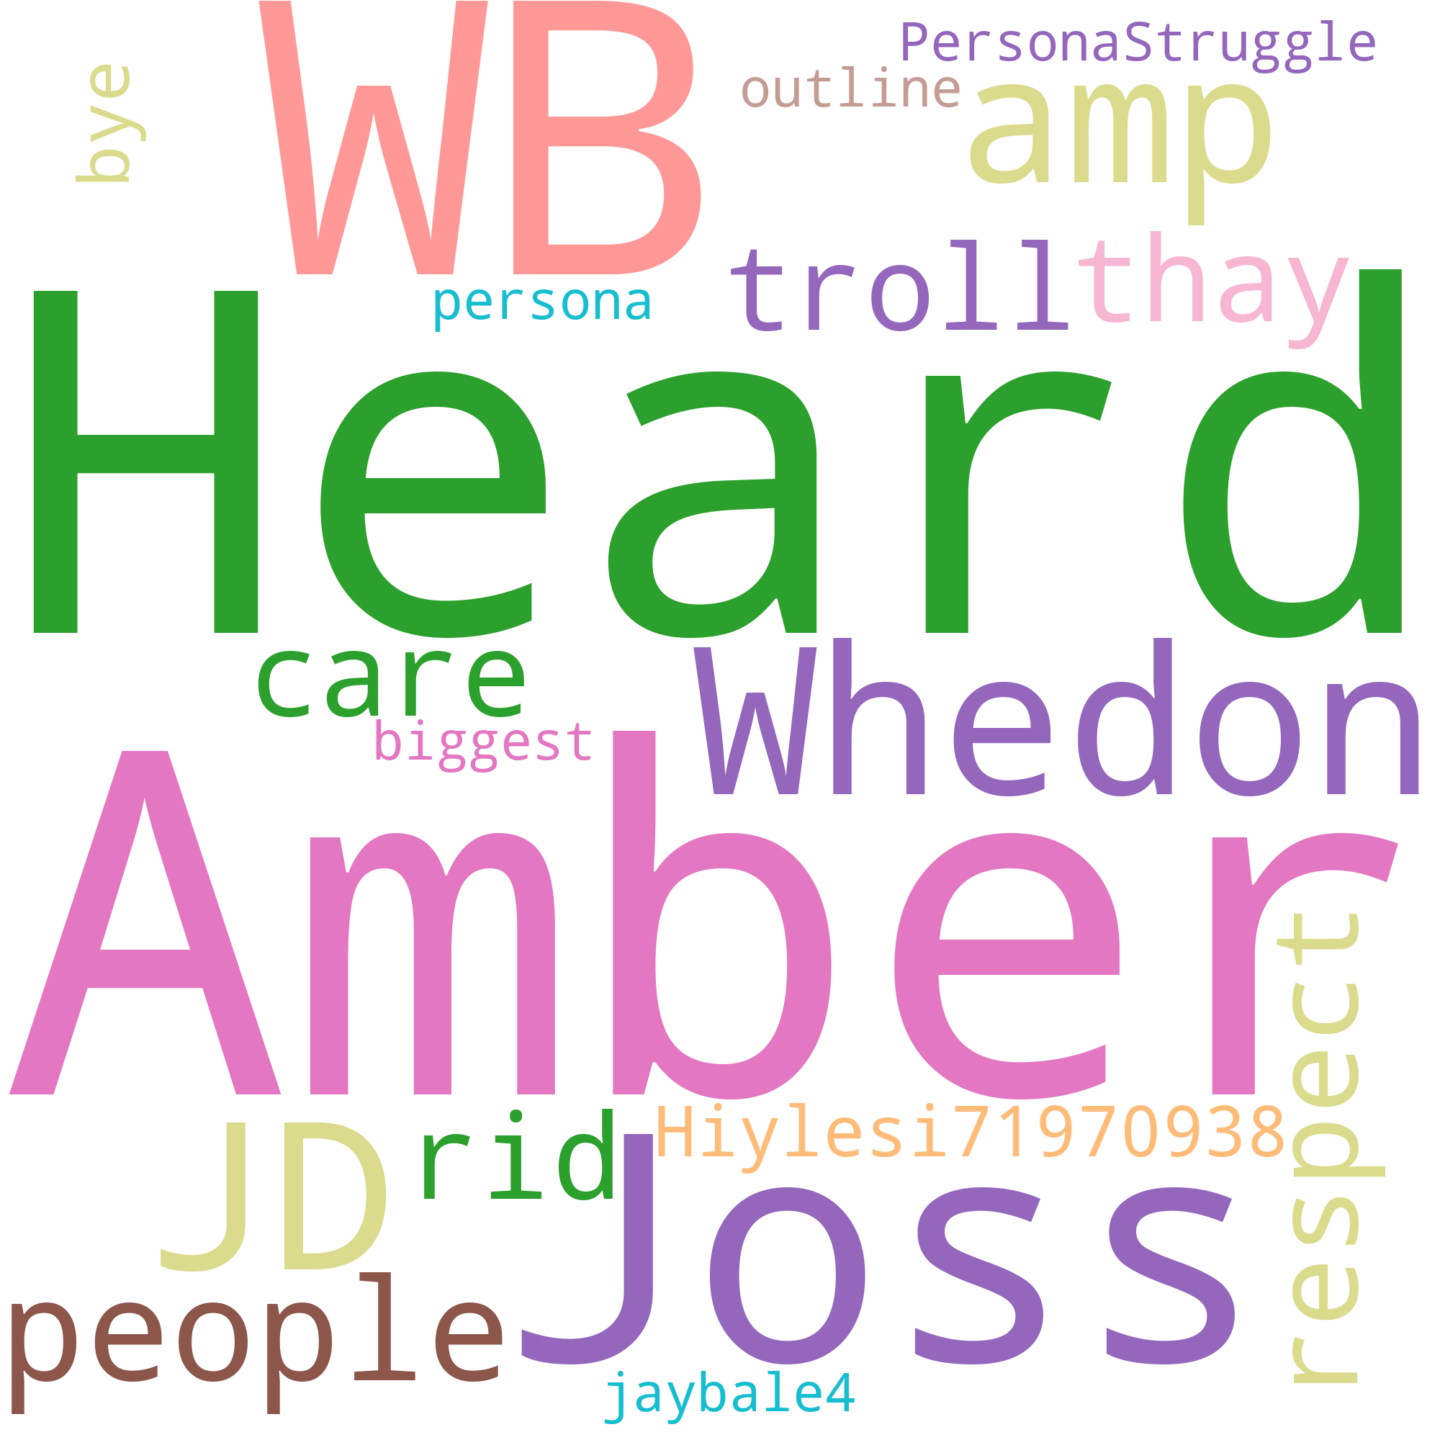 PersonaStruggle
WB
outline
amp
bye
troll
thay
persona
Heard
care
Whedon
biggest
Amber
respect
JD
rid
Hiylesi71970938
Joss
people
jaybale4